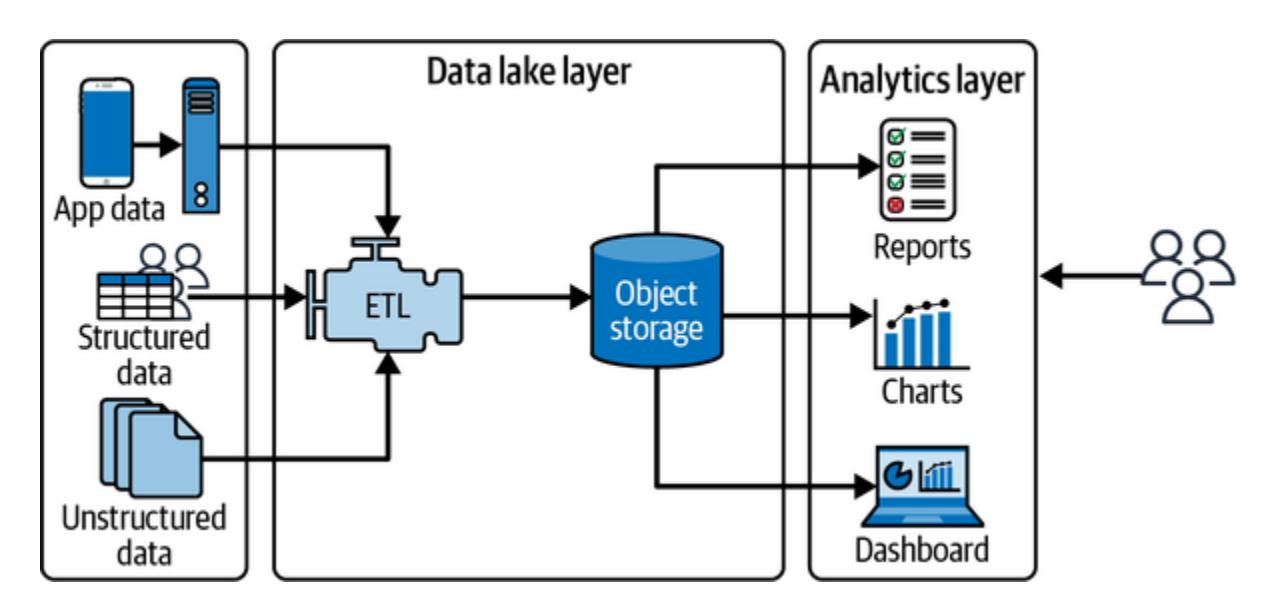 Data lake layer
Analytics layer
App data
Structured
data
Unstructured
data
ETL
Object
storage
Reports
Charts
Dashboard